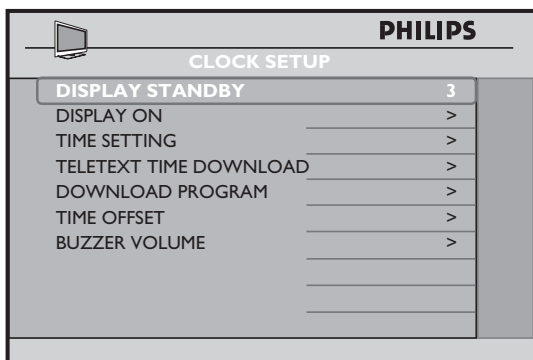 PHILIPS
CLOCK SETUP
DISPLAY STANDBY 3
DISPLAY ON >
TIME SETTING >
TELETEXT TIME DOWNLOAD >
DOWNLOAD PROGRAM >
TIME OFFSET >
BUZZER VOLUME >